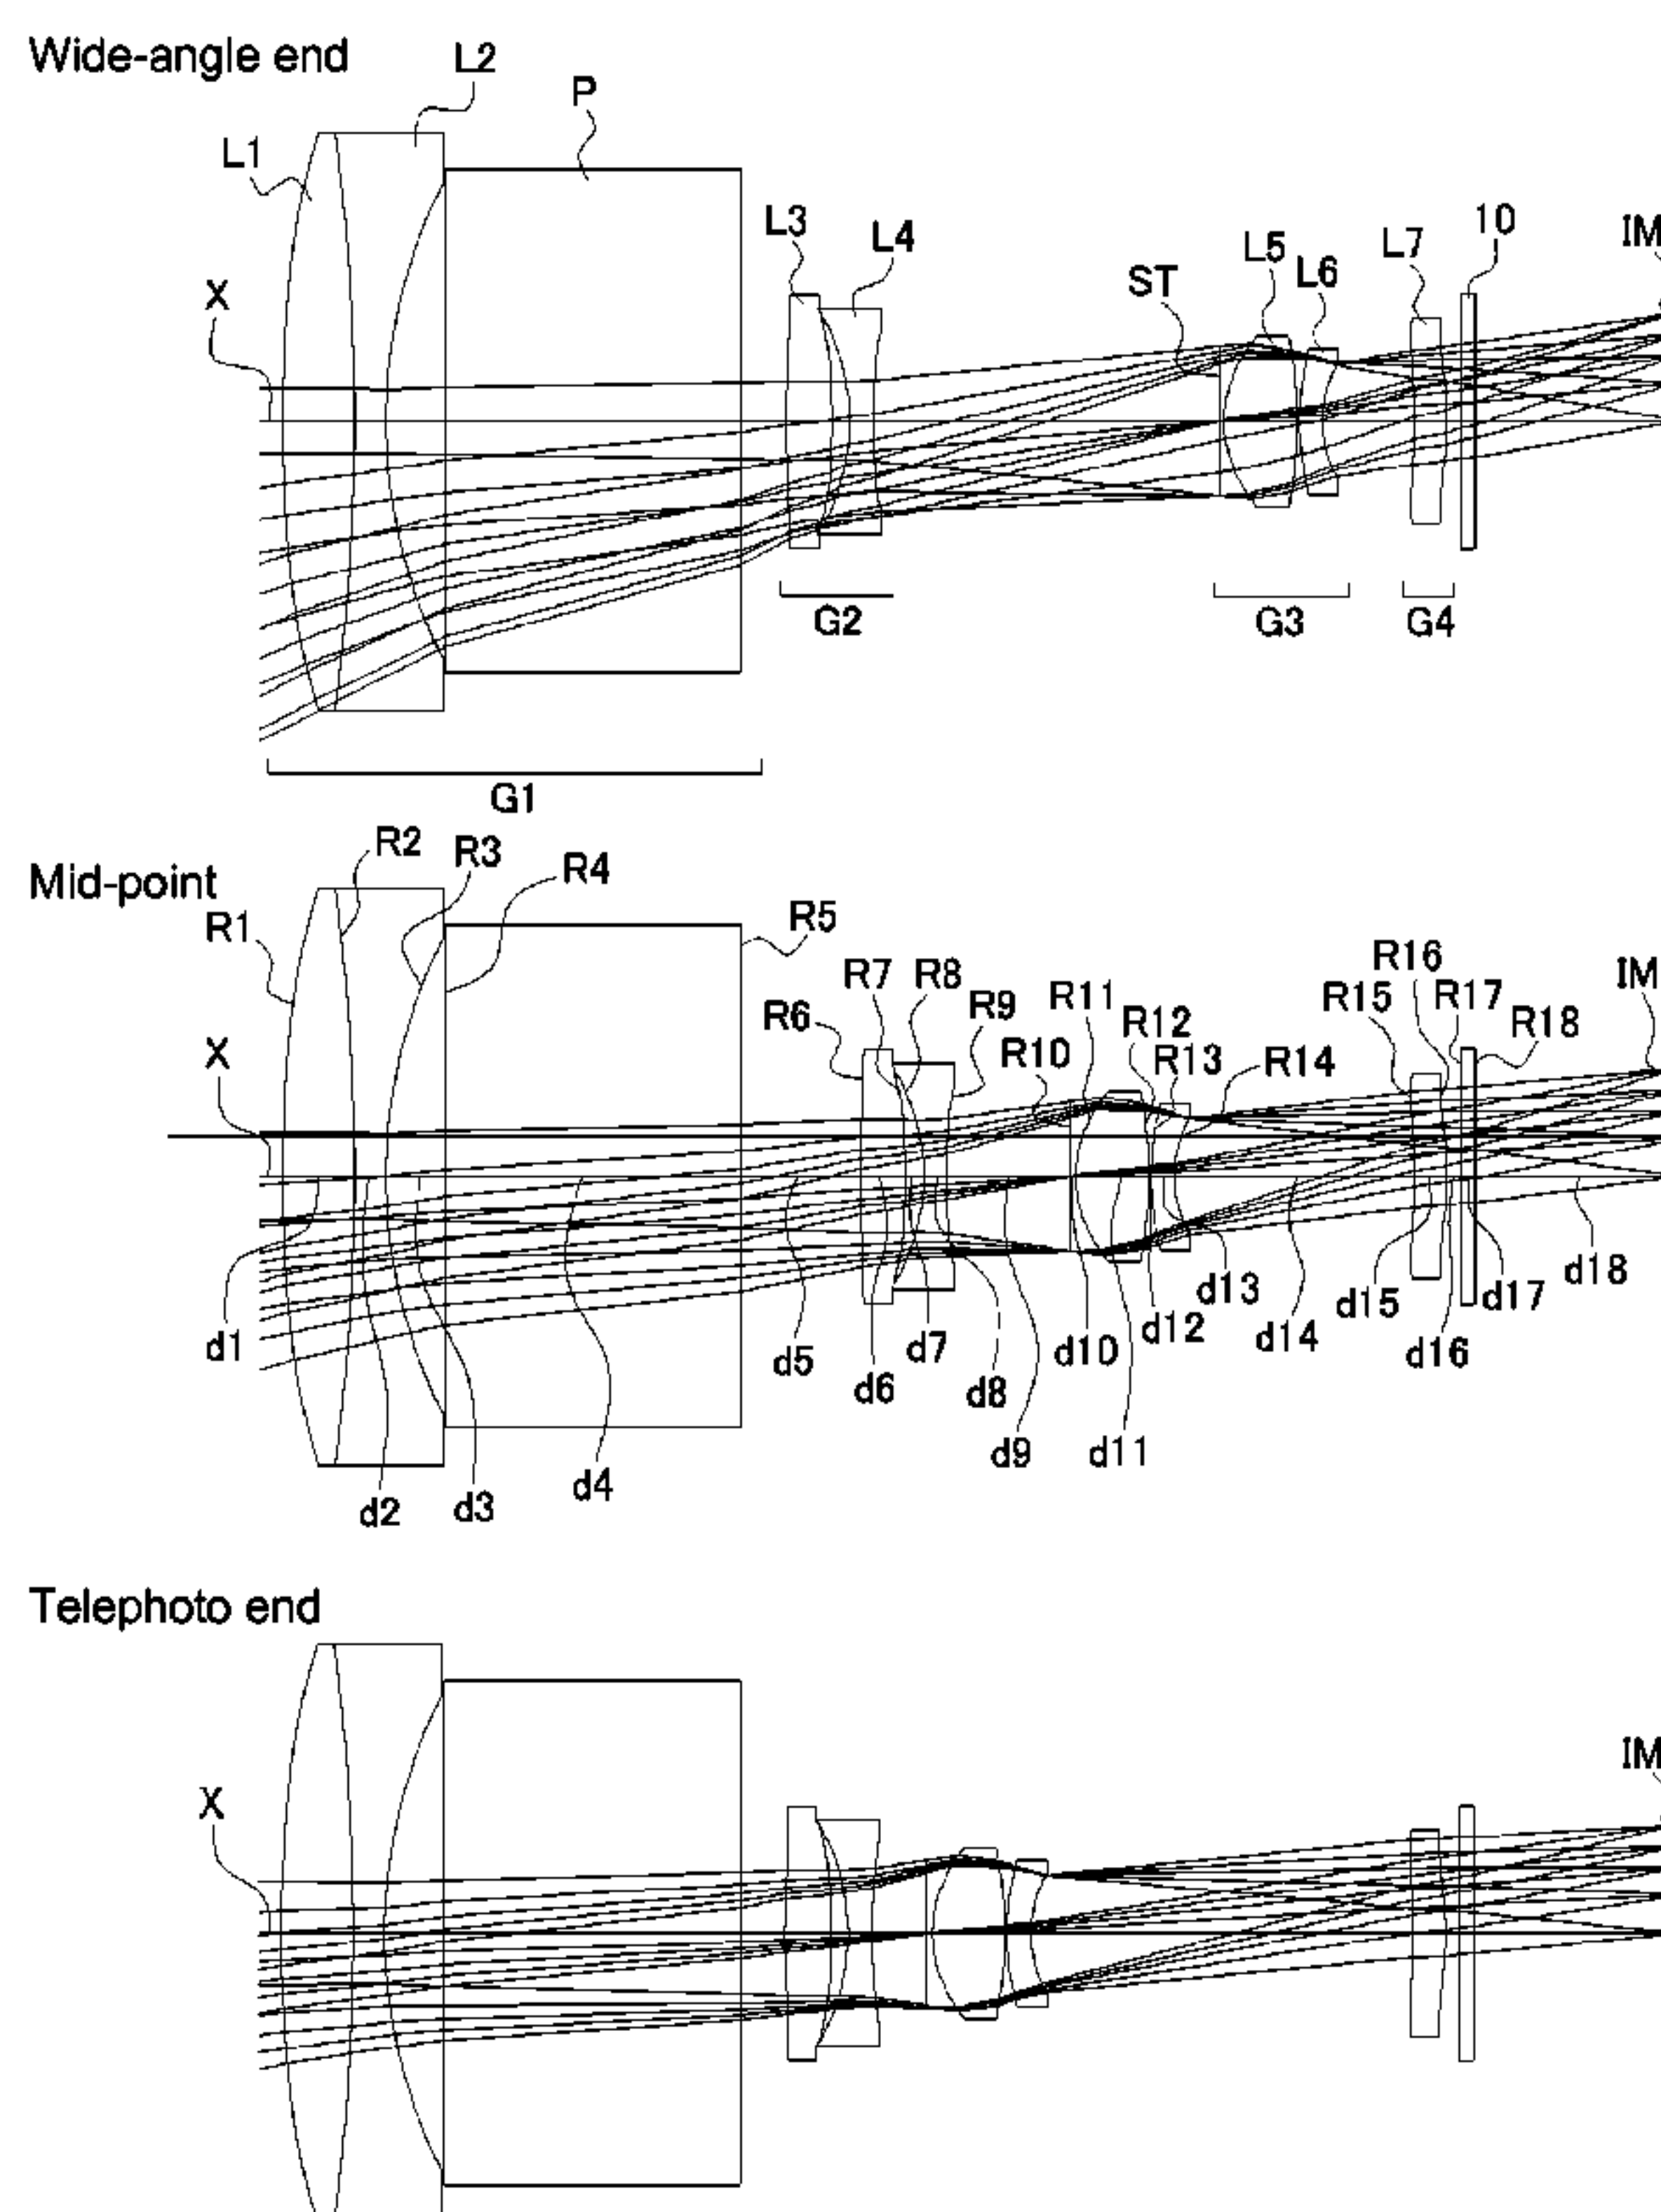 Wide-angle end
L2
P
L1
L3
L4
10
IM
L7
L5
L6
ST
X
G2
G3
G4
G1
R2
R3
R4
Mid-point
R1
R5
R7
R8
R16
IM
R6
R9
R11
R15
R17
R12
R18
R10
R13
R14
X
d18
d13
d15
d17
d12
d1
d7
d10
d14
d16
d5
d6
d8
d9
d11
d4
d2
d3
Telephoto end
IM
X